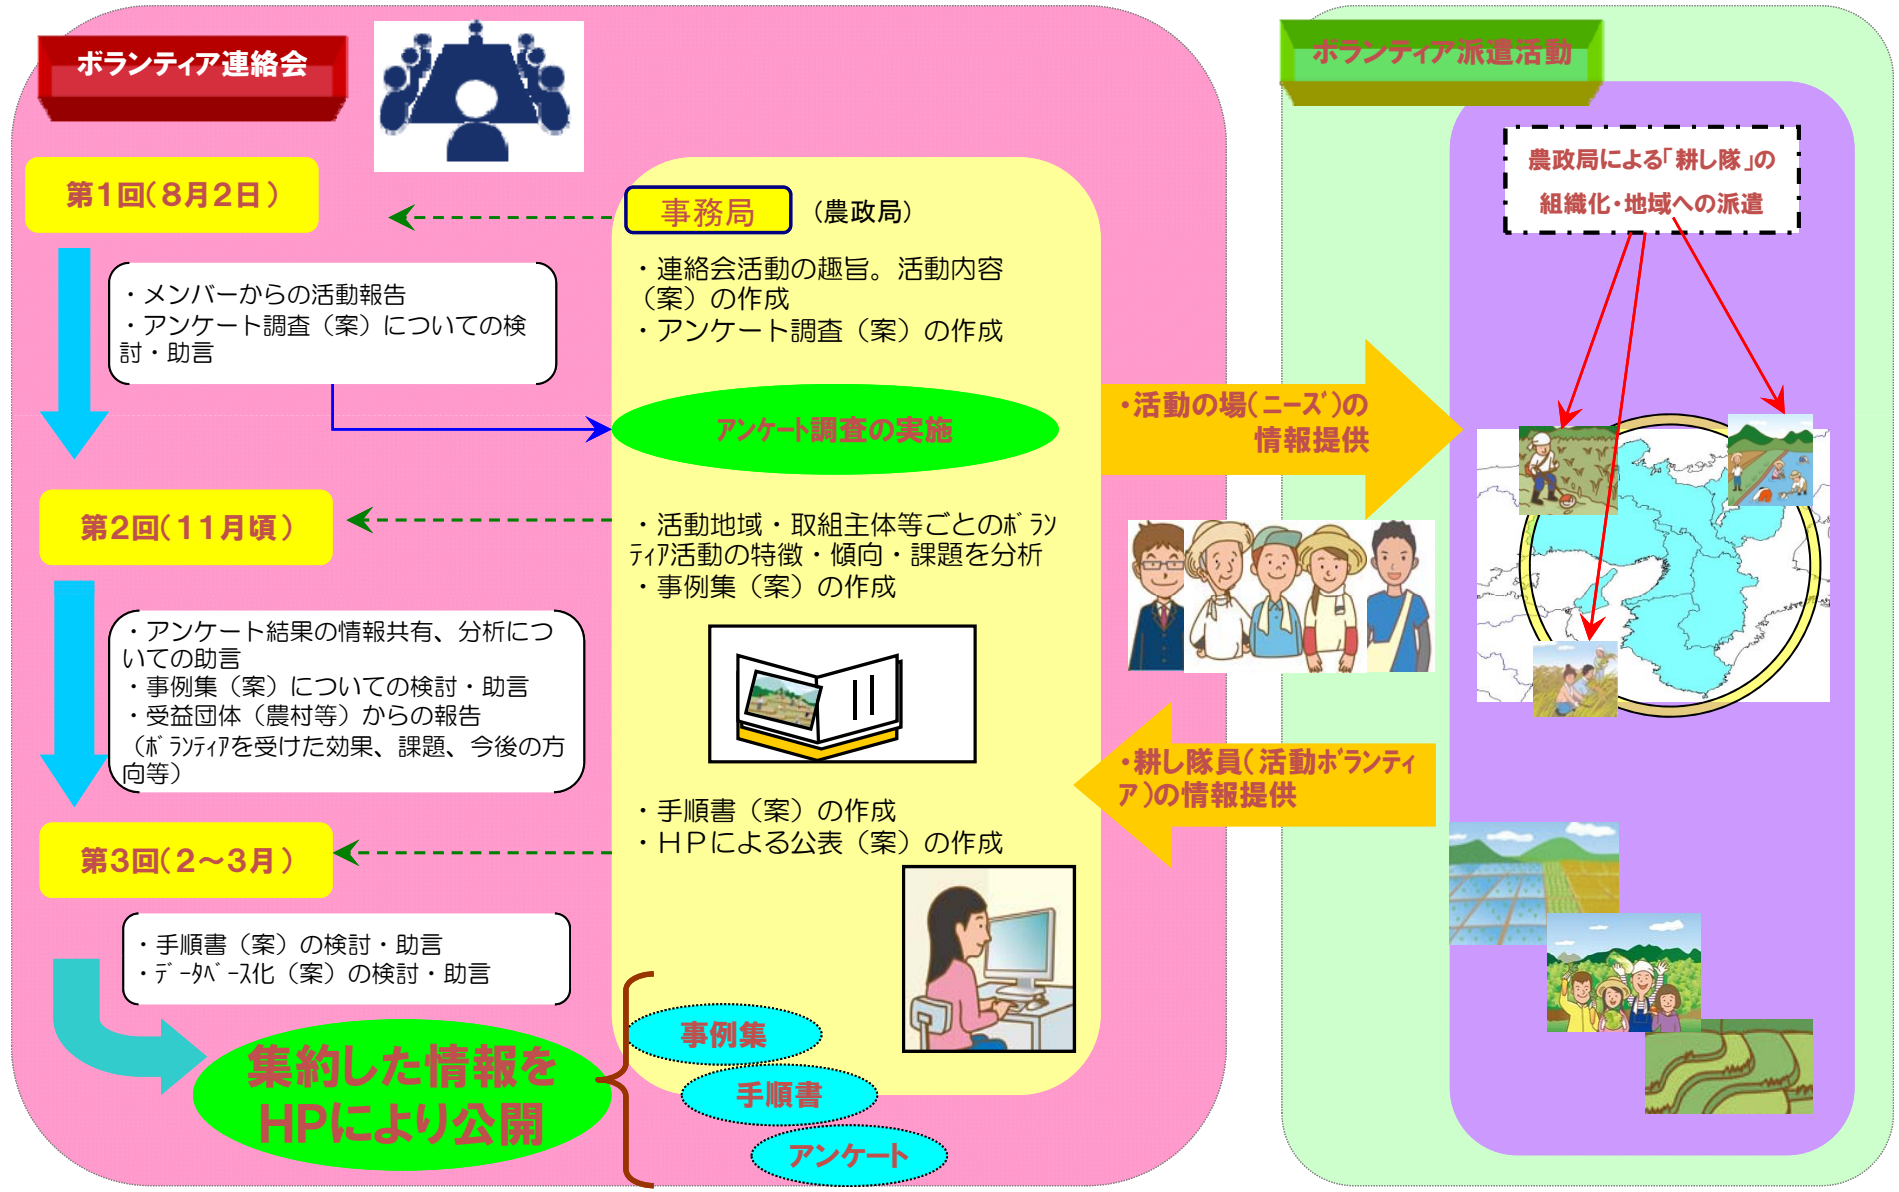 ボランティア連絡会
第1回(8月2日)
・メンバーからの活動報告
・アンケート調査（案）についての検
討・助言
第2回(11月頃)
・アンケート結果の情報共有、分析につ
いての助言
・事例集（案）についての検討・助言
・受益団体（農村等）からの報告
（ﾎﾞﾗﾝﾃｨｱを受けた効果、課題、今後の方
向等）
第3回(2～3月)
・手順書（案）の検討・助言
・ﾃﾞｰﾀﾍﾞｰｽ化（案）の検討・助言
集約した情報を
HPにより公開
事務局
（農政局）
・連絡会活動の趣旨。活動内容
（案）の作成
・アンケート調査（案）の作成
ｱﾝｹｰﾄ調査の実施
・活動地域・取組主体等ごとのﾎﾞﾗﾝ
ﾃｨｱ活動の特徴・傾向・課題を分析
・事例集（案）の作成
・手順書（案）の作成
・ＨＰによる公表（案）の作成
事例集
手順書
アンケート
・活動の場(ﾆｰｽﾞ)の
情報提供
・耕し隊員(活動ﾎﾞﾗﾝﾃｨ
ｱ)の情報提供
ボランティア派遣活動
農政局による「耕し隊」の
組織化・地域への派遣